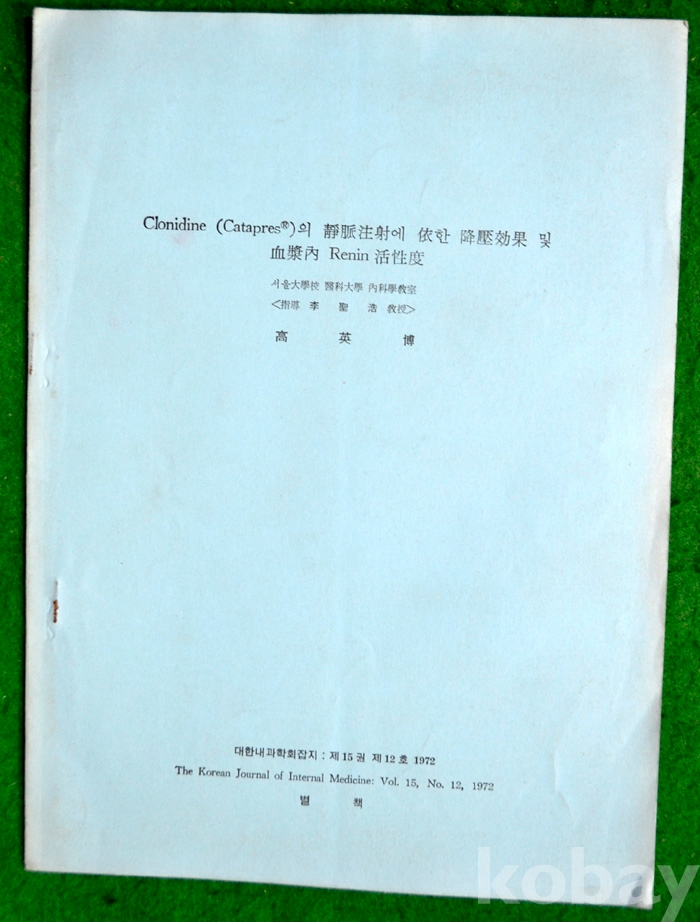 Clonidine (Catapres®)의 靜脈注射에 依한 降壓効果 및
血漿內 Renin 活性度
서울大學校 醫科大學 內科學教室
<指導 李 聖 浩 教授>
高 英 博
대한내과학회잡지 : 제 15 권 제 12 호 1972
The Korean Journal of Internal Medicine: Vol. 15, No. 12, 1972
별 책
kobay